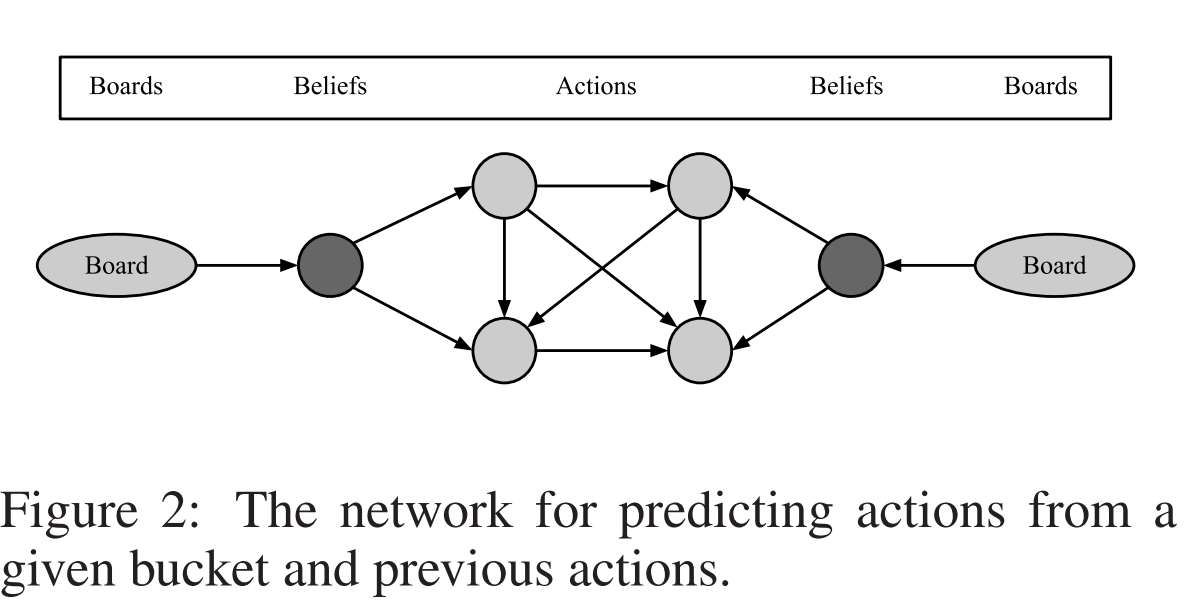 Boards Beliefs Actions Beliefs Boards
Board Board
Figure 2: The network for predicting actions from a
given bucket and previous actions.